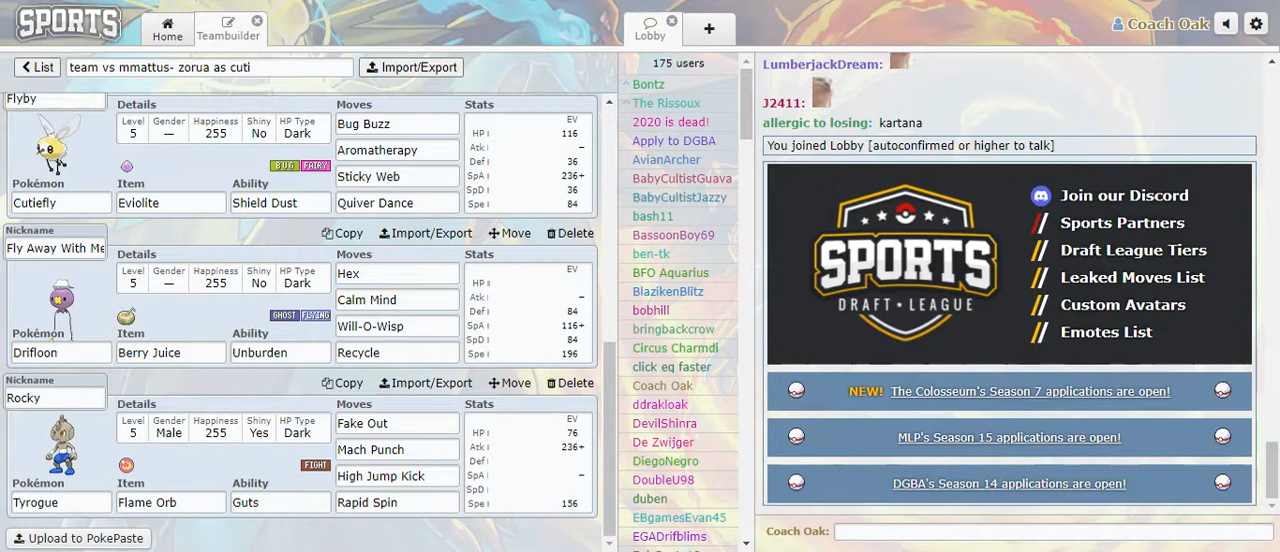 SPORTS
Home
Teambuilder
Lobby
Coach Oak
List
team vs mmattus- zorua as cuti
Import/Export
Flyby
Details
Level Gender Happiness Shiny HP Type
5 — 255 No Dark
BUG FAIRY
Pokémon Item Ability
Cutiefly Eviolite Shield Dust
Moves
Bug Buzz
Aromatherapy
Sticky Web
Quiver Dance
Stats
EV
HP 116
Atk –
Def 36
SpA 236+
SpD 36
Spe 84
Copy Import/Export Move Delete
Nickname
Fly Away With Me
Details
Level Gender Happiness Shiny HP Type
5 — 255 No Dark
GHOST FLYING
Pokémon Item Ability
Drifloon Berry Juice Unburden
Moves
Hex
Calm Mind
Will-O-Wisp
Recycle
Stats
EV
HP
Atk –
Def 84
SpA 116+
SpD 84
Spe 196
Copy Import/Export Move Delete
Nickname
Rocky
Details
Level Gender Happiness Shiny HP Type
5 Male 255 Yes Dark
FIGHT
Pokémon Item Ability
Tyrogue Flame Orb Guts
Moves
Fake Out
Mach Punch
High Jump Kick
Rapid Spin
Stats
EV
HP 76
Atk 236+
Def
SpA –
SpD
Spe 156
Upload to PokePaste
175 users
^ Bontz
^ The Rissoux
2020 is dead!
Apply to DGBA
AvianArcher
BabyCultistGuava
BabyCultistJazzy
bash11
BassoonBoy69
ben-tk
BFO Aquarius
BlazikenBlitz
bobhill
bringbackcrow
Circus Charmdi
click eq faster
Coach Oak
ddrakloak
DevilShinra
De Zwijger
DiegoNegro
DoubleU98
duben
EBgamesEvan45
EGADrifblims
LumberjackDream:
J2411:
allergic to losing: kartana
You joined Lobby [autoconfirmed or higher to talk]
SPORTS
DRAFT • LEAGUE
Join our Discord
// Sports Partners
// Draft League Tiers
// Leaked Moves List
// Custom Avatars
// Emotes List
NEW! The Colosseum's Season 7 applications are open!
MLP's Season 15 applications are open!
DGBA's Season 14 applications are open!
Coach Oak: